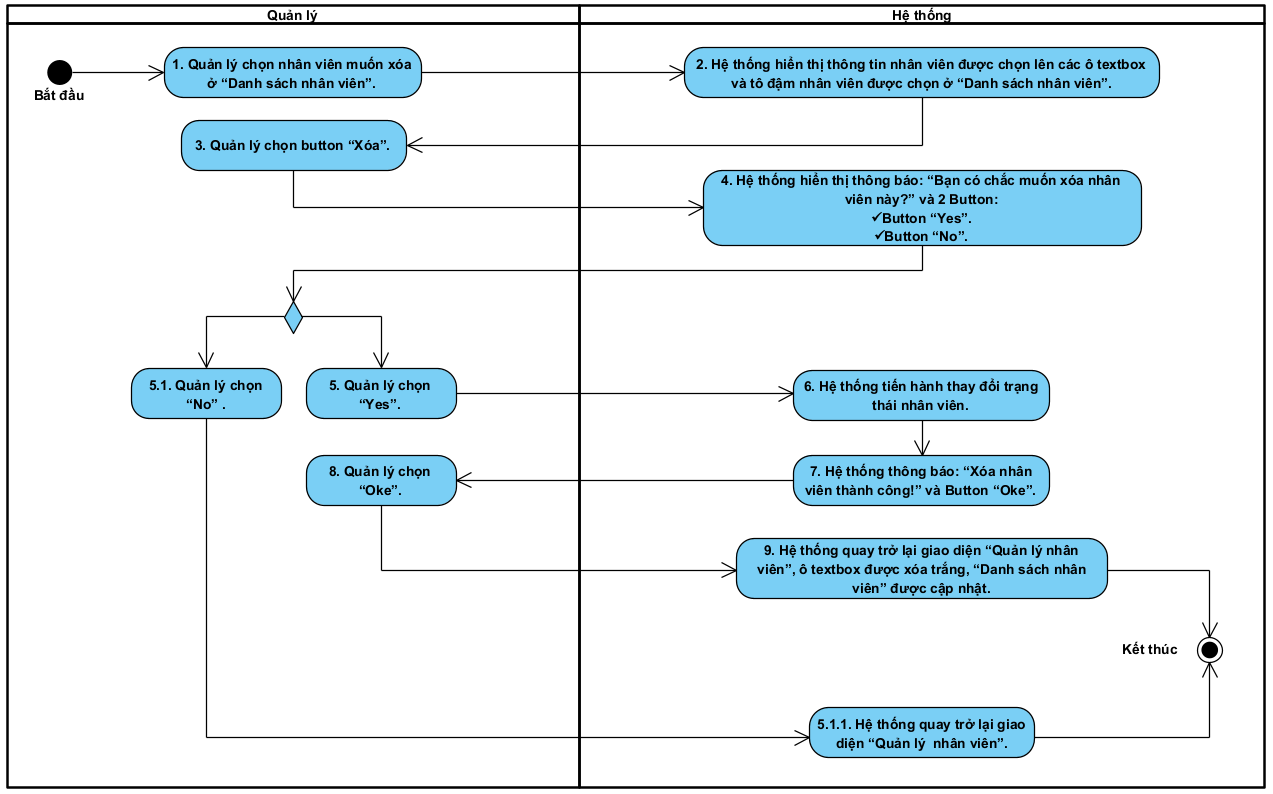 Quản lý
Hệ thống
Bắt đầu
1. Quản lý chọn nhân viên muốn xóa
ở “Danh sách nhân viên”.
2. Hệ thống hiển thị thông tin nhân viên được chọn lên các ô textbox
và tô đậm nhân viên được chọn ở “Danh sách nhân viên”.
3. Quản lý chọn button “Xóa”.
4. Hệ thống hiển thị thông báo: “Bạn có chắc muốn xóa nhân
viên này?” và 2 Button:
✓Button “Yes”.
✓Button “No”.
5.1. Quản lý chọn
“No” .
5. Quản lý chọn
“Yes”.
6. Hệ thống tiến hành thay đổi trạng
thái nhân viên.
8. Quản lý chọn
“Oke”.
7. Hệ thống thông báo: “Xóa nhân
viên thành công!” và Button “Oke”.
9. Hệ thống quay trở lại giao diện “Quản lý nhân
viên”, ô textbox được xóa trắng, “Danh sách nhân
viên” được cập nhật.
Kết thúc
5.1.1. Hệ thống quay trở lại giao
diện “Quản lý  nhân viên”.